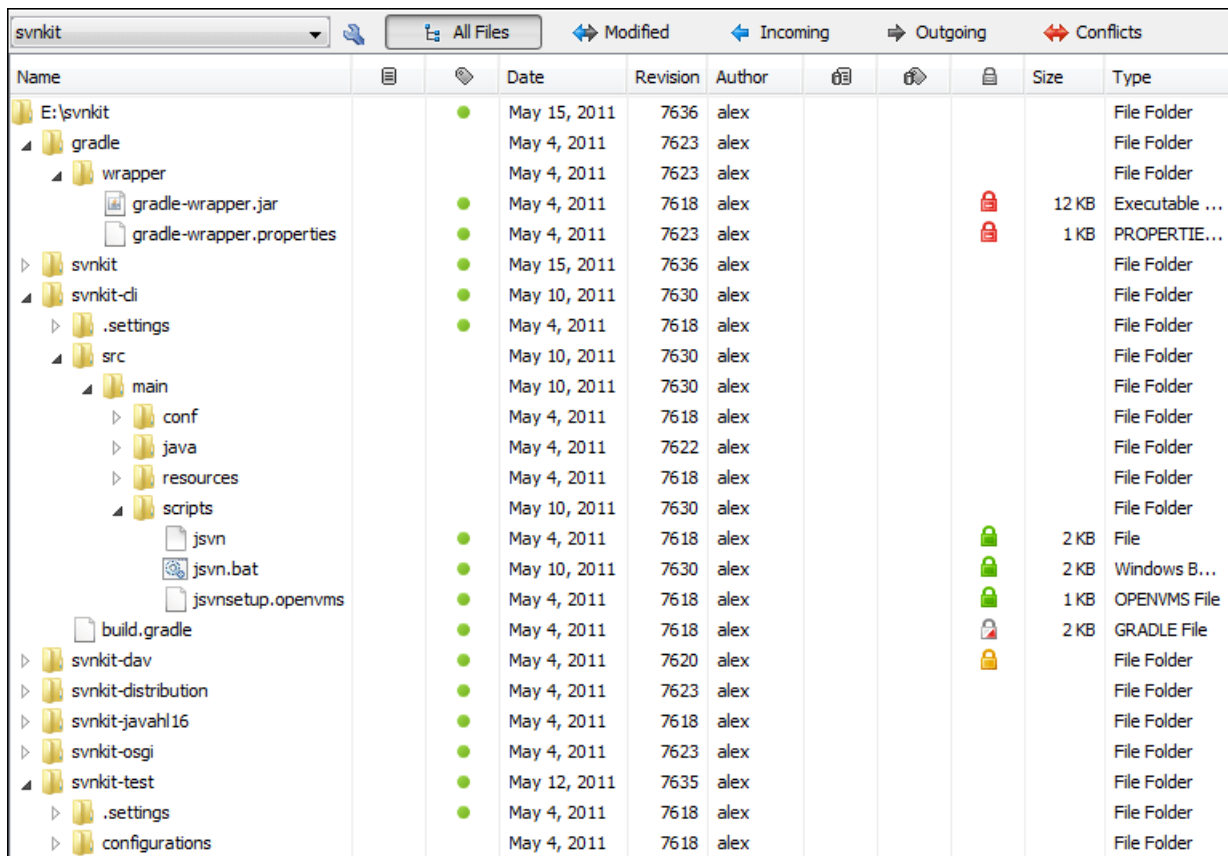 svnkit All Files Modified Incoming Outgoing Conflicts
Name Date Revision Author Size Type
E:\svnkit May 15, 2011 7636 alex File Folder
gradle May 4, 2011 7623 alex File Folder
wrapper May 4, 2011 7623 alex File Folder
gradle-wrapper.jar May 4, 2011 7618 alex 12 KB Executable ...
gradle-wrapper.properties May 4, 2011 7623 alex 1 KB PROPERTIE...
svnkit May 15, 2011 7636 alex File Folder
svnkit-cli May 10, 2011 7630 alex File Folder
.settings May 4, 2011 7618 alex File Folder
src May 10, 2011 7630 alex File Folder
main May 10, 2011 7630 alex File Folder
conf May 4, 2011 7618 alex File Folder
java May 4, 2011 7622 alex File Folder
resources May 4, 2011 7618 alex File Folder
scripts May 10, 2011 7630 alex File Folder
jsvn May 4, 2011 7618 alex 2 KB File
jsvn.bat May 10, 2011 7630 alex 2 KB Windows B...
jsvnsetup.openvms May 4, 2011 7618 alex 1 KB OPENVMS File
build.gradle May 4, 2011 7618 alex 2 KB GRADLE File
svnkit-dav May 4, 2011 7620 alex File Folder
svnkit-distribution May 4, 2011 7623 alex File Folder
svnkit-javahl16 May 4, 2011 7618 alex File Folder
svnkit-osgi May 4, 2011 7623 alex File Folder
svnkit-test May 12, 2011 7635 alex File Folder
.settings May 4, 2011 7618 alex File Folder
configurations May 4, 2011 7618 alex File Folder